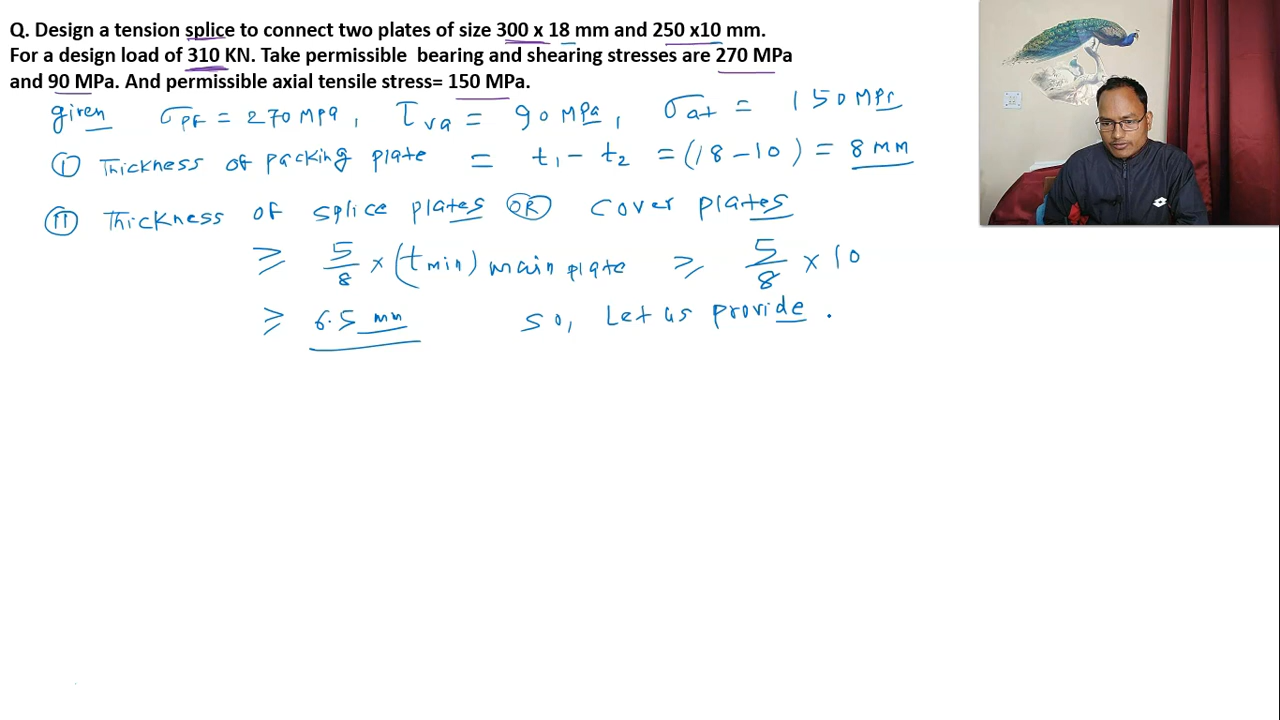 Q. Design a tension splice to connect two plates of size 300 x 18 mm and 250 x10 mm.
For a design load of 310 KN. Take permissible bearing and shearing stresses are 270 MPa
and 90 MPa. And permissible axial tensile stress= 150 MPa.
given σPF = 270 MPa, τva = 90 MPa, σat = 150 MPa
(I) Thickness of packing plate = t1 - t2 = (18 - 10) = 8 mm
(II) Thickness of splice plates OR cover plates
≥ 5/8 × (tmin) main plate ≥ 5/8 × 10
≥ 6.5 mm so, Let us provide .